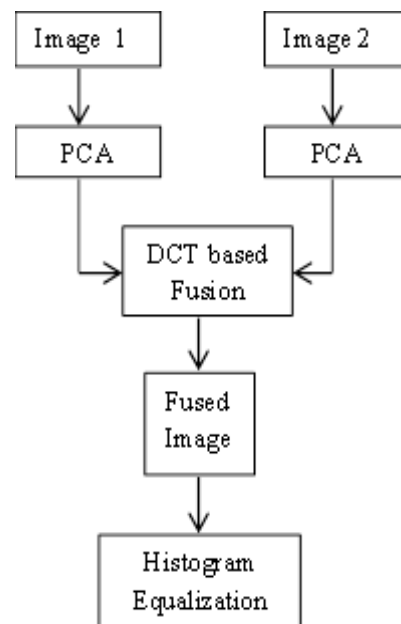 Image 1
Image 2
PCA
PCA
DCT based
Fusion
Fused
Image
Histogram
Equalization